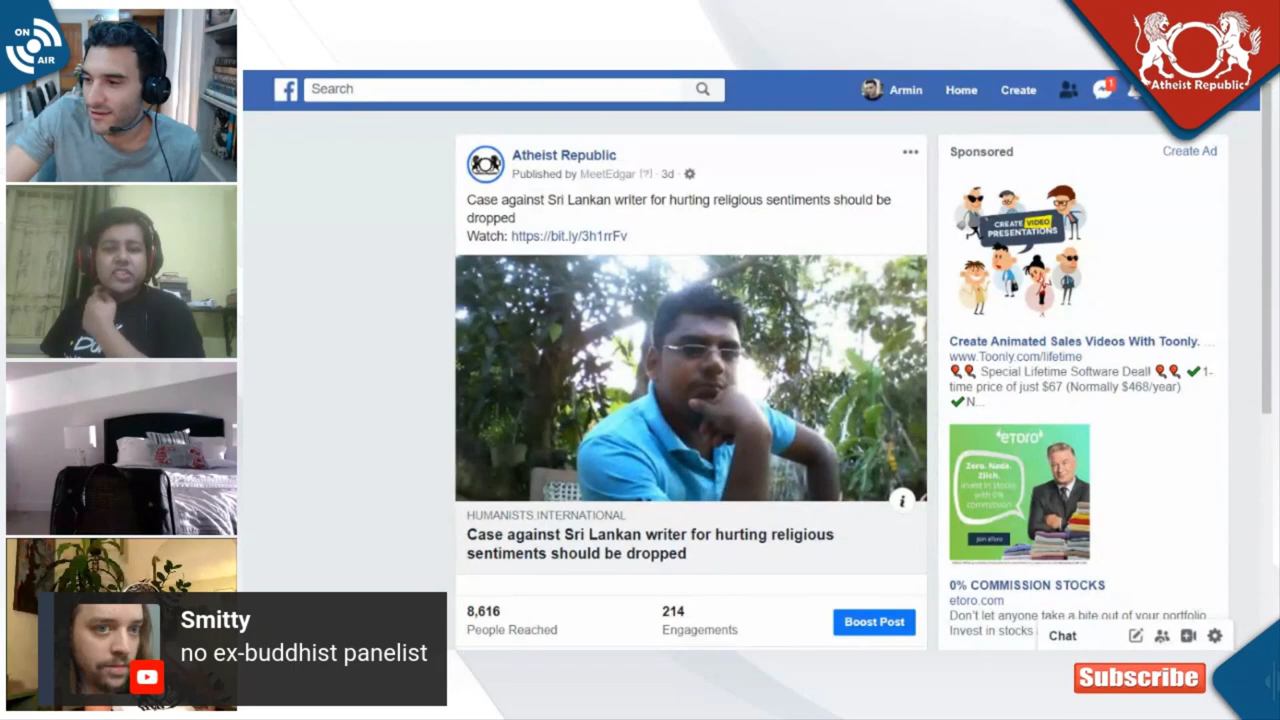 ON
AIR
Search
Armin
Home
Create
1
Atheist Republic
Atheist Republic
Published by MeetEdgar [?] · 3d ·
Case against Sri Lankan writer for hurting religious sentiments should be
dropped
Watch: https://bit.ly/3h1rrFv
HUMANISTS.INTERNATIONAL
Case against Sri Lankan writer for hurting religious
sentiments should be dropped
8,616
People Reached
214
Engagements
Boost Post
Sponsored
Create Ad
CREATE VIDEO
PRESENTATIONS
Create Animated Sales Videos With Toonly. ...
www.Toonly.com/lifetime
Special Lifetime Software Deal! 1-
time price of just $67 (Normally $468/year)
N...
etoro
Zero. Nada.
Zilch.
Invest in stocks
with 0%
commission
Join eToro
0% COMMISSION STOCKS
etoro.com
Don't let anyone take a bite out of your portfolio
Invest in stocks
Chat
Smitty
no ex-buddhist panelist
Subscribe